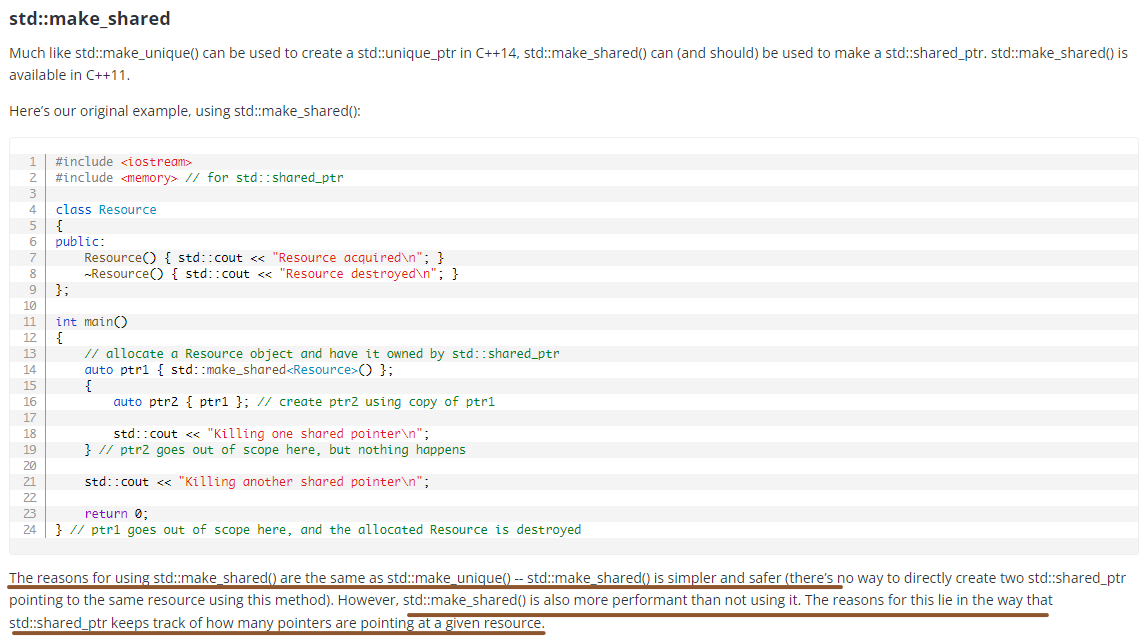 std::make_shared
Much like std::make_unique() can be used to create a std::unique_ptr in C++14, std::make_shared() can (and should) be used to make a std::shared_ptr. std::make_shared() is
available in C++11.
Here’s our original example, using std::make_shared():
1 #include <iostream>
2 #include <memory> // for std::shared_ptr
3
4 class Resource
5 {
6 public:
7     Resource() { std::cout << "Resource acquired\n"; }
8     ~Resource() { std::cout << "Resource destroyed\n"; }
9 };
10
11 int main()
12 {
13     // allocate a Resource object and have it owned by std::shared_ptr
14     auto ptr1 { std::make_shared<Resource>() };
15     {
16         auto ptr2 { ptr1 }; // create ptr2 using copy of ptr1
17
18         std::cout << "Killing one shared pointer\n";
19     } // ptr2 goes out of scope here, but nothing happens
20
21     std::cout << "Killing another shared pointer\n";
22
23     return 0;
24 } // ptr1 goes out of scope here, and the allocated Resource is destroyed
The reasons for using std::make_shared() are the same as std::make_unique() -- std::make_shared() is simpler and safer (there’s no way to directly create two std::shared_ptr
pointing to the same resource using this method). However, std::make_shared() is also more performant than not using it. The reasons for this lie in the way that
std::shared_ptr keeps track of how many pointers are pointing at a given resource.